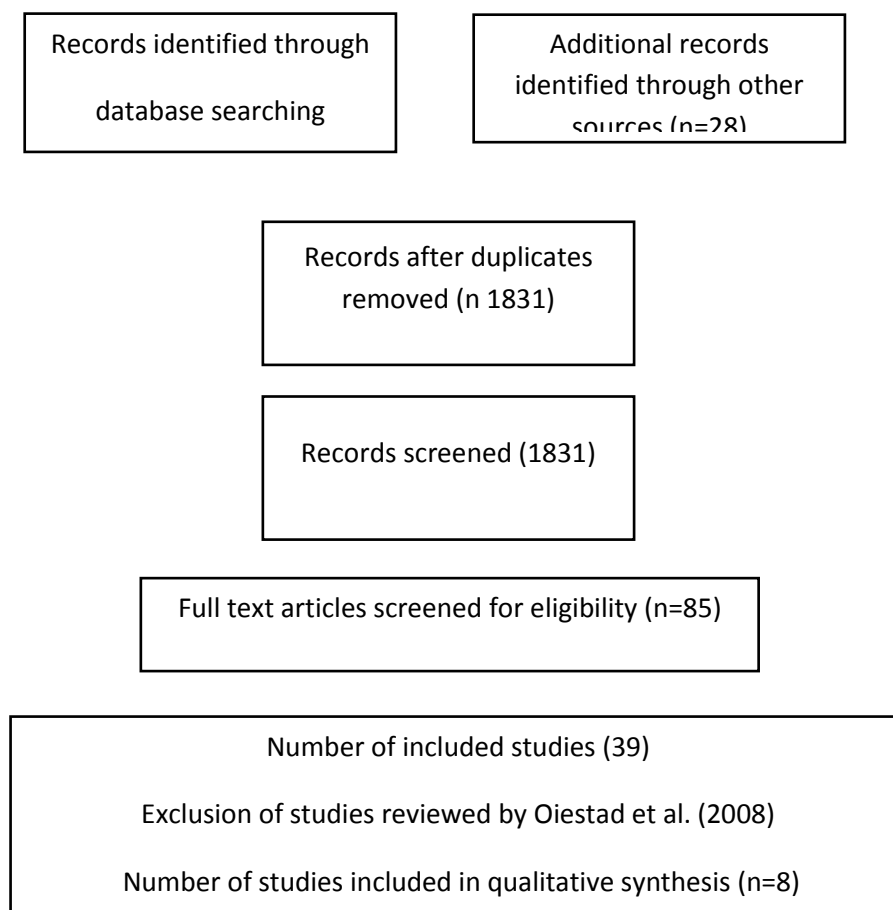 Records identified through
database searching
Additional records
identified through other
sources (n=28)
Records after duplicates
removed (n 1831)
Records screened (1831)
Full text articles screened for eligibility (n=85)
Number of included studies (39)
Exclusion of studies reviewed by Oiestad et al. (2008)
Number of studies included in qualitative synthesis (n=8)